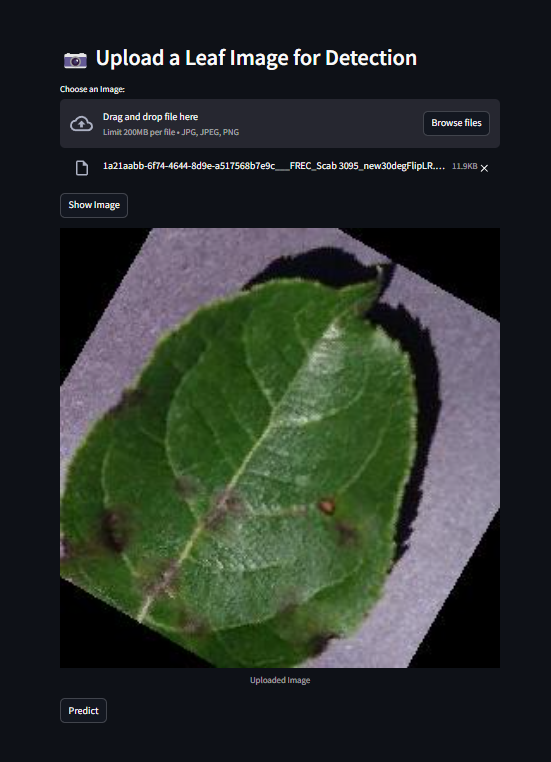 Upload a Leaf Image for Detection
Choose an Image:
Drag and drop file here
Limit 200MB per file • JPG, JPEG, PNG
Browse files
1a21aabb-6f74-4644-8d9e-a517568b7e9c___FREC_Scab 3095_new30degFlipLR.... 11.9KB
Show Image
Uploaded Image
Predict